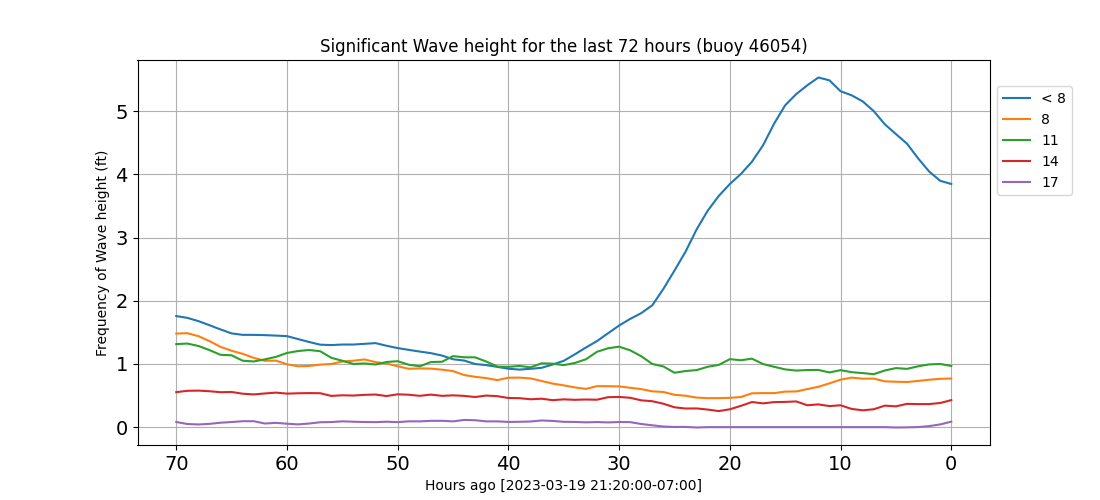 Significant Wave height for the last 72 hours (buoy 46054)
Frequency of Wave height (ft)
5
4
3
2
1
0
70 60 50 40 30 20 10 0
Hours ago [2023-03-19 21:20:00-07:00]
< 8
8
11
14
17